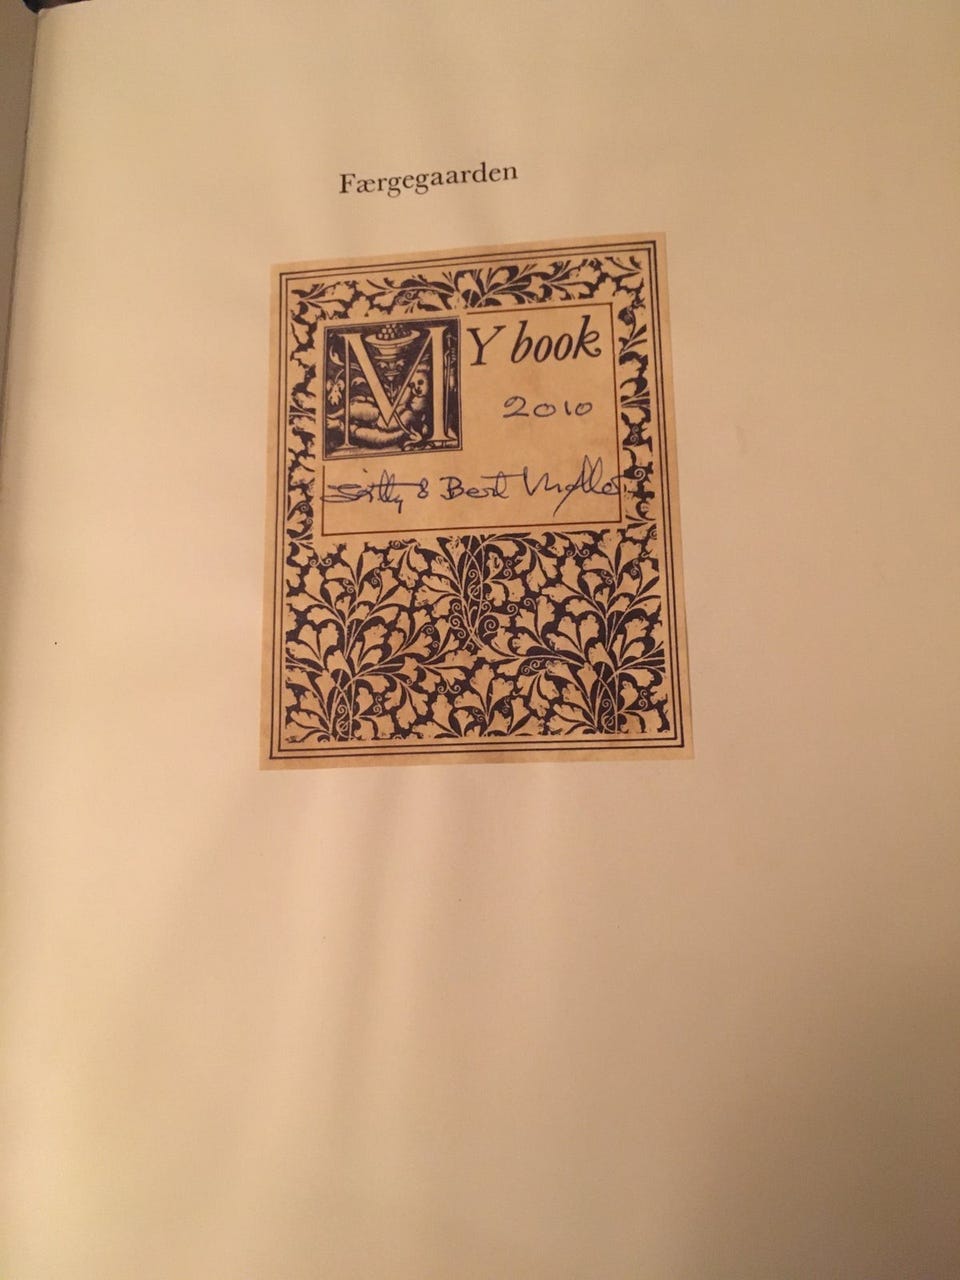 Færgegaarden
My book
2010
& Bent